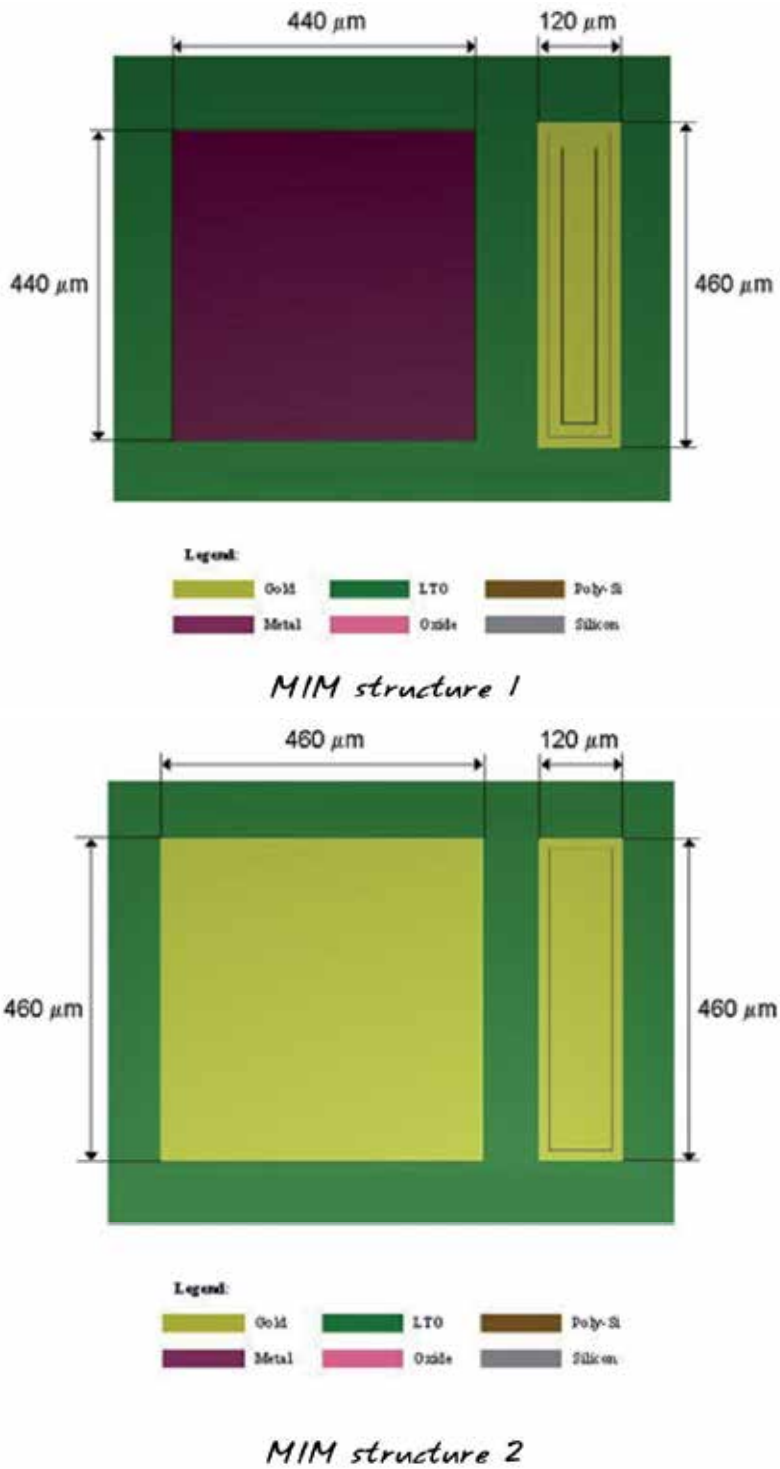 440 μm 120 μm
440 μm 460 μm
Legend:
Gold LTO Poly-Si
Metal Oxide Silicon
MIM structure 1
460 μm 120 μm
460 μm 460 μm
Legend:
Gold LTO Poly-Si
Metal Oxide Silicon
MIM structure 2